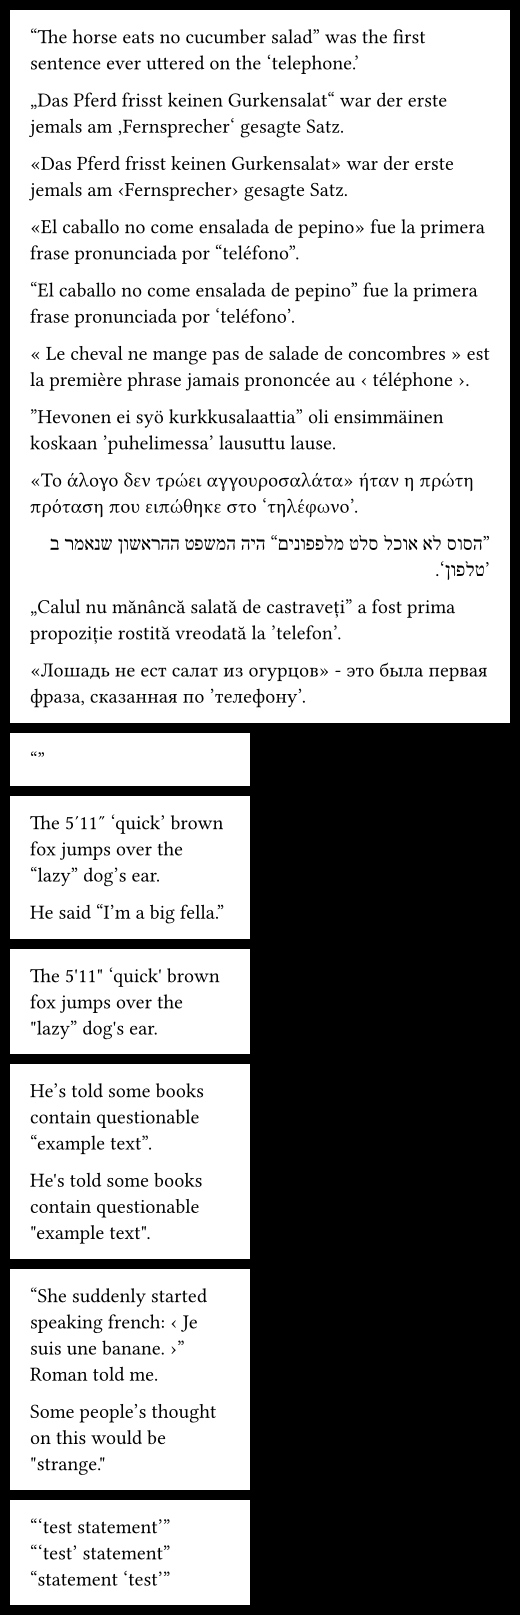 “The horse eats no cucumber salad” was the first
sentence ever uttered on the ‘telephone.’
„Das Pferd frisst keinen Gurkensalat“ war der erste
jemals am ‚Fernsprecher‘ gesagte Satz.
«Das Pferd frisst keinen Gurkensalat» war der erste
jemals am ‹Fernsprecher› gesagte Satz.
«El caballo no come ensalada de pepino» fue la primera
frase pronunciada por “teléfono”.
“El caballo no come ensalada de pepino” fue la primera
frase pronunciada por ‘teléfono’.
« Le cheval ne mange pas de salade de concombres » est
la première phrase jamais prononcée au ‹ téléphone ›.
”Hevonen ei syö kurkkusalaattia” oli ensimmäinen
koskaan ’puhelimessa’ lausuttu lause.
«Το άλογο δεν τρώει αγγουροσαλάτα» ήταν η πρώτη
πρόταση που ειπώθηκε στο ‘τηλέφωνο’.
”הסוס לא אוכל סלט מלפפונים“ היה המשפט ההראשון שנאמר ב
’טלפון‘.
„Calul nu mănâncă salată de castraveți” a fost prima
propoziție rostită vreodată la ’telefon’.
«Лошадь не ест салат из огурцов» - это была первая
фраза, сказанная по ’телефону’.
“”
The 5′11″ ‘quick’ brown
fox jumps over the
“lazy” dog’s ear.
He said “I’m a big fella.”
The 5'11" ‘quick' brown
fox jumps over the
"lazy” dog's ear.
He’s told some books
contain questionable
“example text”.
He's told some books
contain questionable
"example text".
“She suddenly started
speaking french: ‹ Je
suis une banane. ›”
Roman told me.
Some people’s thought
on this would be
"strange."
“‘test statement’”
“‘test’ statement”
“statement ‘test’”